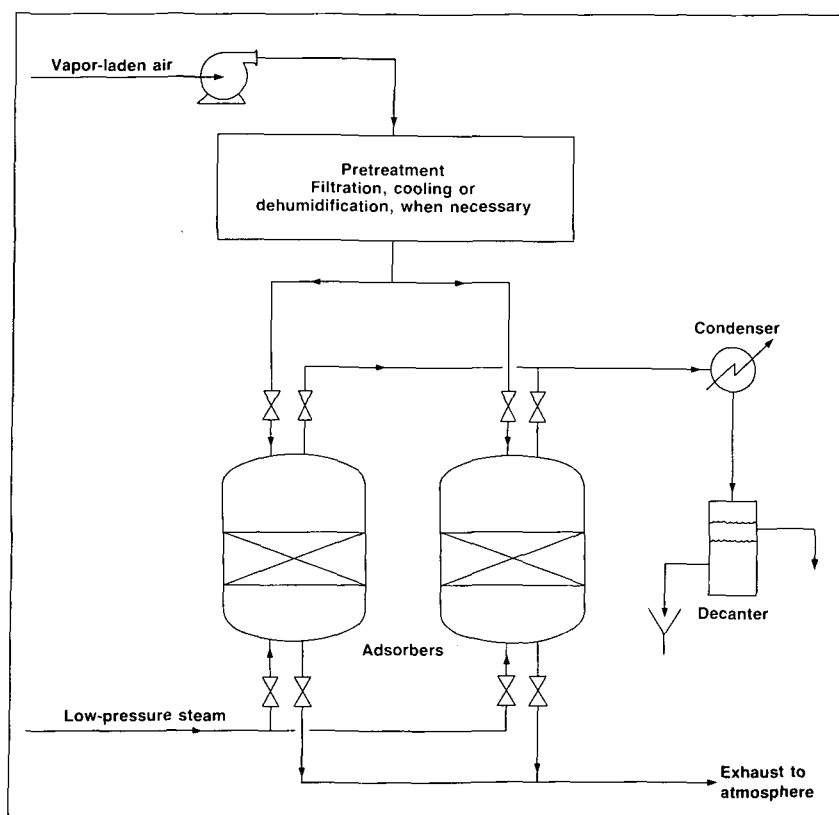 Vapor-laden air
Pretreatment
Filtration, cooling or
dehumidification, when necessary
Condenser
Decanter
Adsorbers
Low-pressure steam
Exhaust to
atmosphere